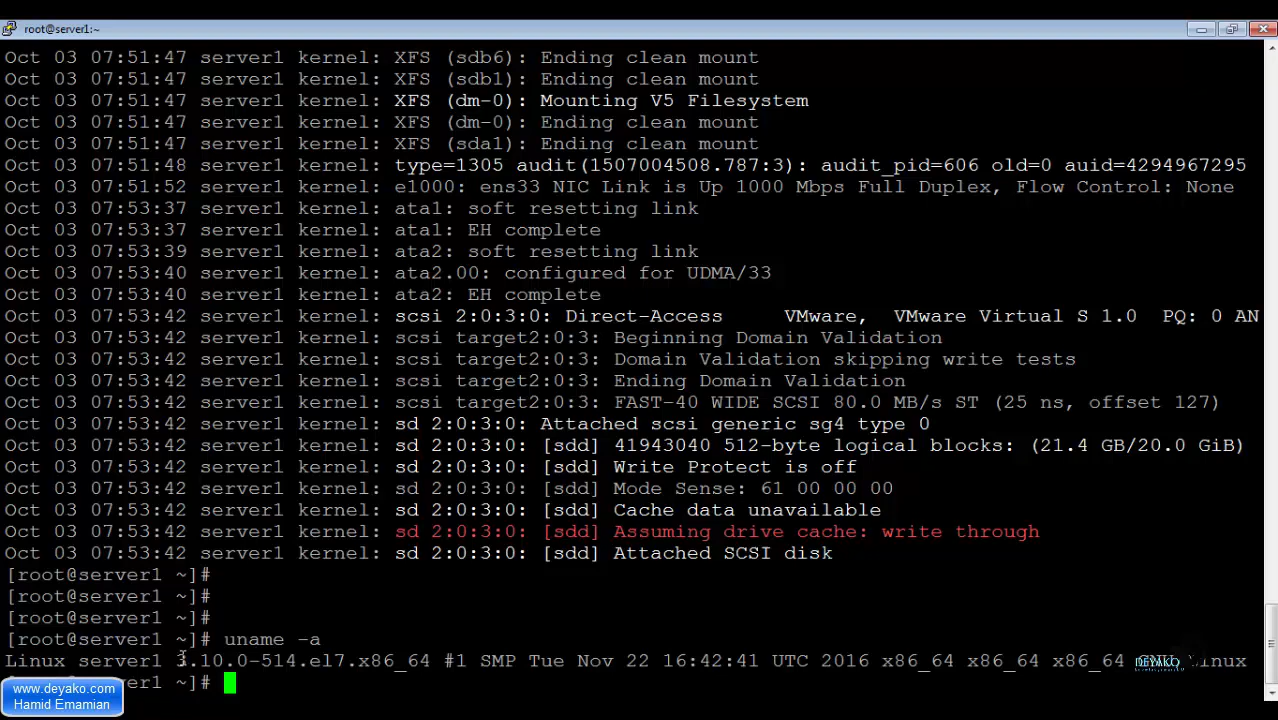 root@server1:~
Oct 03 07:51:47 server1 kernel: XFS (sdb6): Ending clean mount
Oct 03 07:51:47 server1 kernel: XFS (sdb1): Ending clean mount
Oct 03 07:51:47 server1 kernel: XFS (dm-0): Mounting V5 Filesystem
Oct 03 07:51:47 server1 kernel: XFS (dm-0): Ending clean mount
Oct 03 07:51:47 server1 kernel: XFS (sda1): Ending clean mount
Oct 03 07:51:48 server1 kernel: type=1305 audit(1507004508.787:3): audit_pid=606 old=0 auid=4294967295
Oct 03 07:51:52 server1 kernel: e1000: ens33 NIC Link is Up 1000 Mbps Full Duplex, Flow Control: None
Oct 03 07:53:37 server1 kernel: ata1: soft resetting link
Oct 03 07:53:37 server1 kernel: ata1: EH complete
Oct 03 07:53:39 server1 kernel: ata2: soft resetting link
Oct 03 07:53:40 server1 kernel: ata2.00: configured for UDMA/33
Oct 03 07:53:40 server1 kernel: ata2: EH complete
Oct 03 07:53:42 server1 kernel: scsi 2:0:3:0: Direct-Access     VMware,  VMware Virtual S 1.0  PQ: 0 AN
Oct 03 07:53:42 server1 kernel: scsi target2:0:3: Beginning Domain Validation
Oct 03 07:53:42 server1 kernel: scsi target2:0:3: Domain Validation skipping write tests
Oct 03 07:53:42 server1 kernel: scsi target2:0:3: Ending Domain Validation
Oct 03 07:53:42 server1 kernel: scsi target2:0:3: FAST-40 WIDE SCSI 80.0 MB/s ST (25 ns, offset 127)
Oct 03 07:53:42 server1 kernel: sd 2:0:3:0: Attached scsi generic sg4 type 0
Oct 03 07:53:42 server1 kernel: sd 2:0:3:0: [sdd] 41943040 512-byte logical blocks: (21.4 GB/20.0 GiB)
Oct 03 07:53:42 server1 kernel: sd 2:0:3:0: [sdd] Write Protect is off
Oct 03 07:53:42 server1 kernel: sd 2:0:3:0: [sdd] Mode Sense: 61 00 00 00
Oct 03 07:53:42 server1 kernel: sd 2:0:3:0: [sdd] Cache data unavailable
Oct 03 07:53:42 server1 kernel: sd 2:0:3:0: [sdd] Assuming drive cache: write through
Oct 03 07:53:42 server1 kernel: sd 2:0:3:0: [sdd] Attached SCSI disk
[root@server1 ~]#
[root@server1 ~]#
[root@server1 ~]#
[root@server1 ~]# uname -a
Linux server1 3.10.0-514.el7.x86_64 #1 SMP Tue Nov 22 16:42:41 UTC 2016 x86_64 x86_64 x86_64
DEYAKO
~]#
www.deyako.com
Hamid Emamian